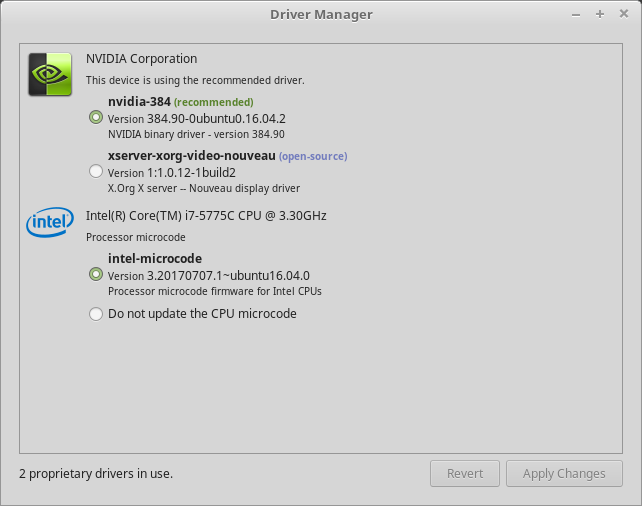 Driver Manager
NVIDIA Corporation
This device is using the recommended driver.
nvidia-384 (recommended)
Version 384.90-0ubuntu0.16.04.2
NVIDIA binary driver - version 384.90
xserver-xorg-video-nouveau (open-source)
Version 1:1.0.12-1build2
X.Org X server -- Nouveau display driver
intel
Intel(R) Core(TM) i7-5775C CPU @ 3.30GHz
Processor microcode
intel-microcode
Version 3.20170707.1~ubuntu16.04.0
Processor microcode firmware for Intel CPUs
Do not update the CPU microcode
2 proprietary drivers in use.
Revert
Apply Changes